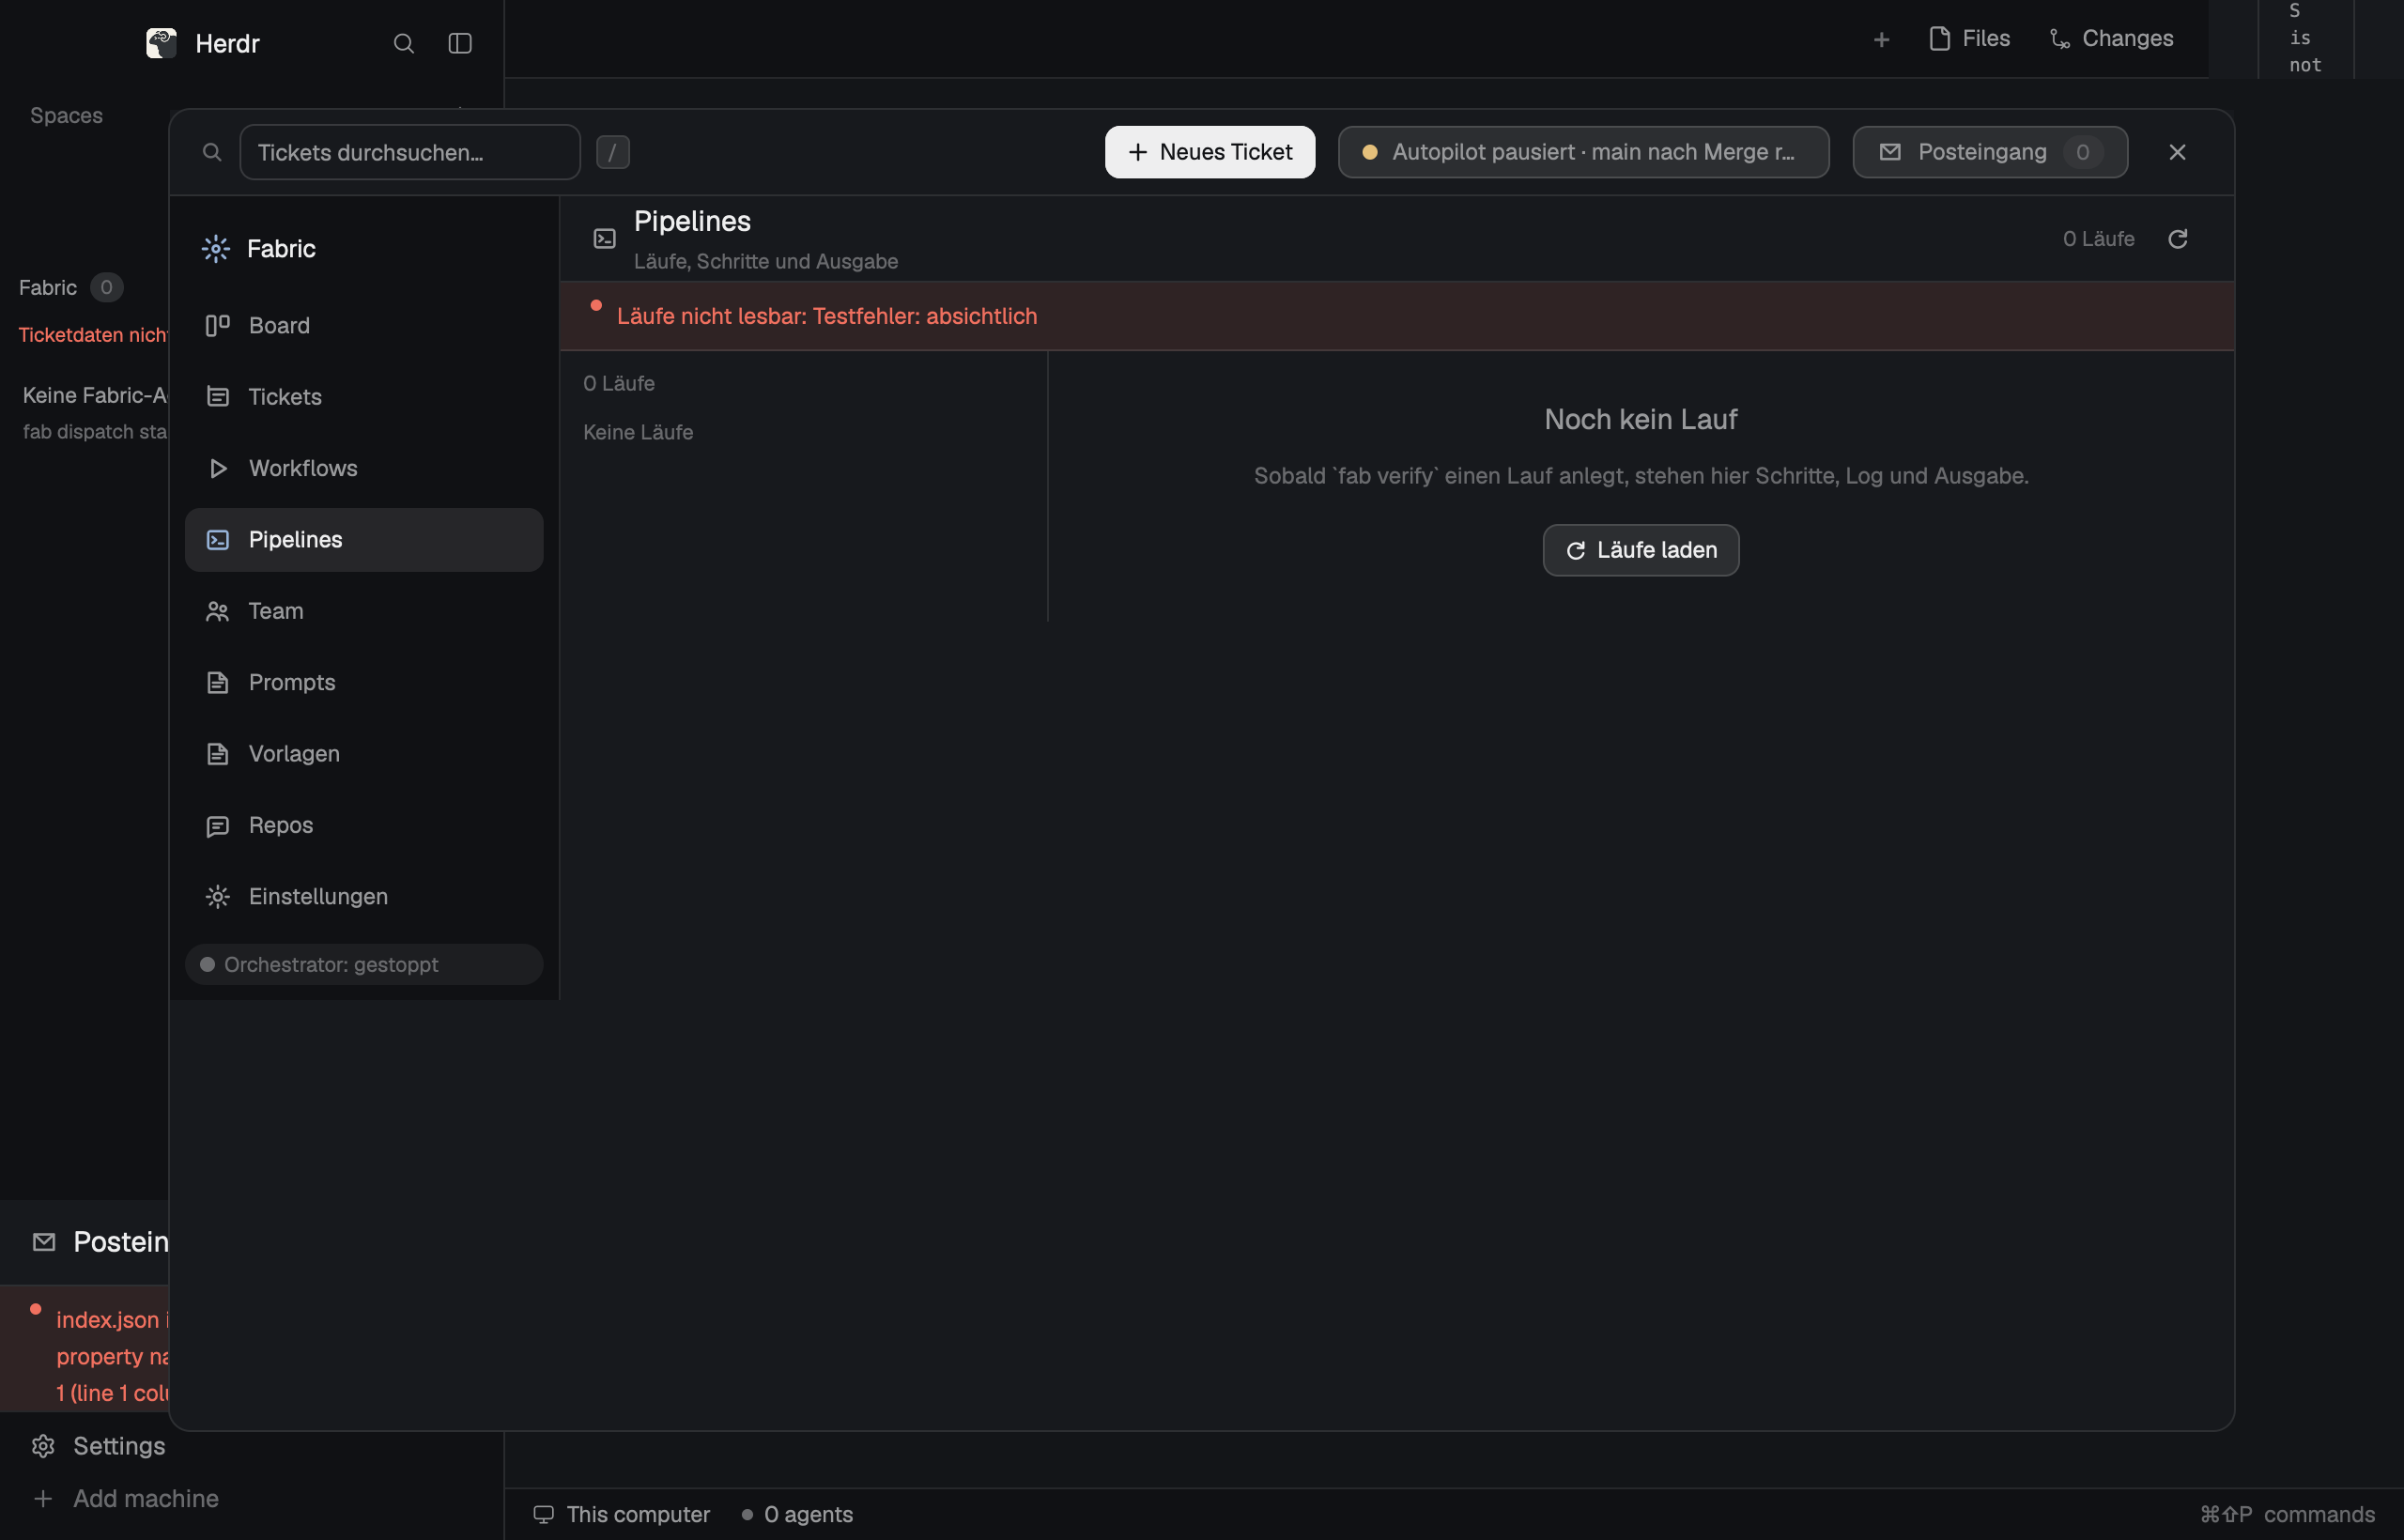 Herdr
Files
Changes
S
is
not
Spaces
Tickets durchsuchen...
/
Neues Ticket
Autopilot pausiert · main nach Merge r...
Posteingang 0
Fabric 0
Ticketdaten nich
Keine Fabric-A
fab dispatch sta
Fabric
Board
Tickets
Workflows
Pipelines
Team
Prompts
Vorlagen
Repos
Einstellungen
Orchestrator: gestoppt
Pipelines
Läufe, Schritte und Ausgabe
0 Läufe
Läufe nicht lesbar: Testfehler: absichtlich
0 Läufe
Keine Läufe
Noch kein Lauf
Sobald `fab verify` einen Lauf anlegt, stehen hier Schritte, Log und Ausgabe.
Läufe laden
Postein
index.json i
property na
1 (line 1 colu
Settings
Add machine
This computer
0 agents
⌘⇧P commands